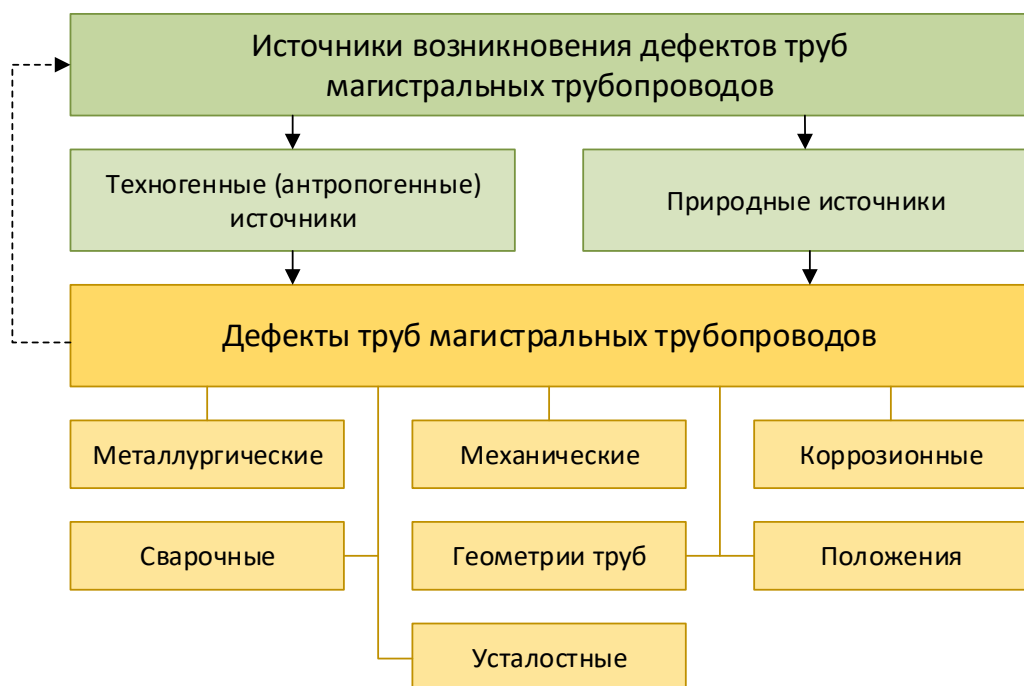 Источники возникновения дефектов труб
магистральных трубопроводов
Техногенные (антропогенные)
источники
Природные источники
Дефекты труб магистральных трубопроводов
Металлургические
Механические
Коррозионные
Сварочные
Геометрии труб
Положения
Усталостные